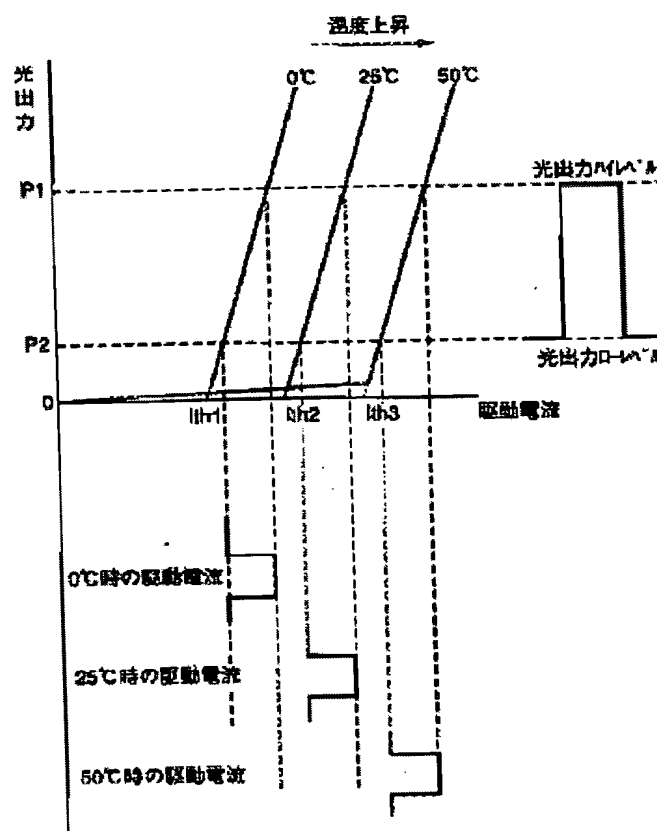 温度上昇
光出力
0℃ 25℃ 50℃
P1
光出力ハイレベル
P2
光出力ローレベル
0
Ith1 Ith2 Ith3 駆動電流
0℃時の駆動電流
25℃時の駆動電流
50℃時の駆動電流